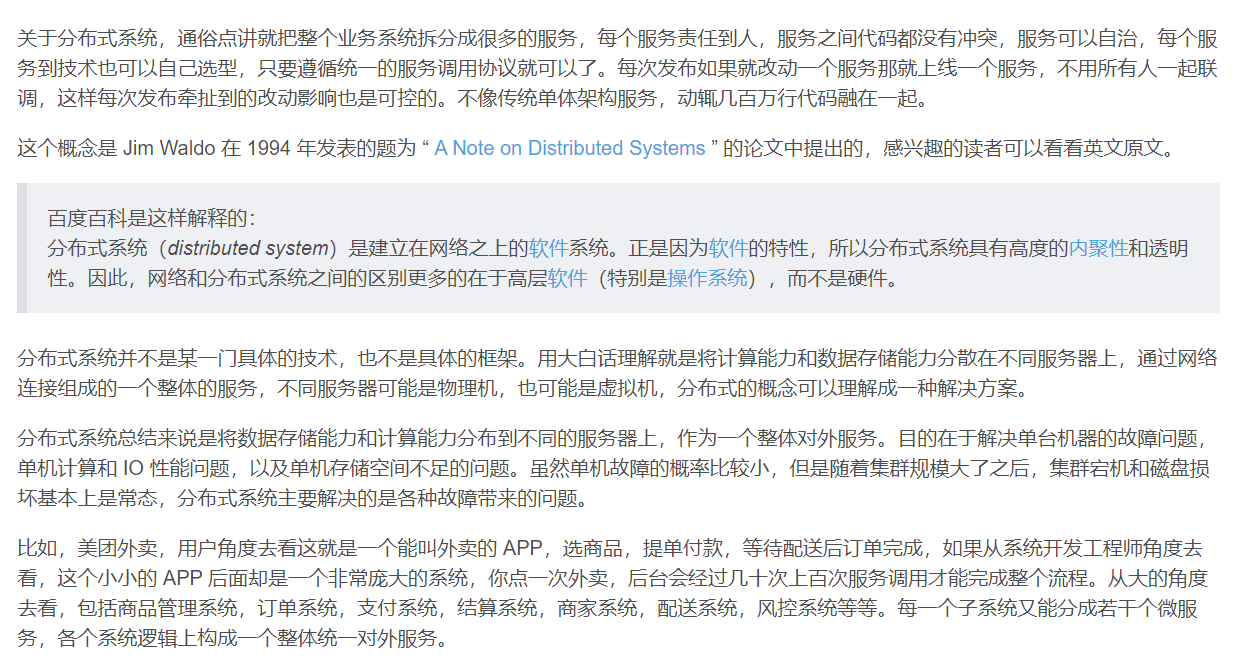 关于分布式系统，通俗点讲就把整个业务系统拆分成很多的服务，每个服务责任到人，服务之间代码都没有冲突，服务可以自治，每个服
务到技术也可以自己选型，只要遵循统一的服务调用协议就可以了。每次发布如果就改动一个服务那就上线一个服务，不用所有人一起联
调，这样每次发布牵扯到的改动影响也是可控的。不像传统单体架构服务，动辄几百万行代码融在一起。
这个概念是 Jim Waldo 在 1994 年发表的题为 “ A Note on Distributed Systems ” 的论文中提出的，感兴趣的读者可以看看英文原文。
百度百科是这样解释的：
分布式系统（distributed system）是建立在网络之上的软件系统。正是因为软件的特性，所以分布式系统具有高度的内聚性和透明
性。因此，网络和分布式系统之间的区别更多的在于高层软件（特别是操作系统），而不是硬件。
分布式系统并不是某一门具体的技术，也不是具体的框架。用大白话理解就是将计算能力和数据存储能力分散在不同服务器上，通过网络
连接组成的一个整体的服务，不同服务器可能是物理机，也可能是虚拟机，分布式的概念可以理解成一种解决方案。
分布式系统总结来说是将数据存储能力和计算能力分布到不同的服务器上，作为一个整体对外服务。目的在于解决单台机器的故障问题，
单机计算和 IO 性能问题，以及单机存储空间不足的问题。虽然单机故障的概率比较小，但是随着集群规模大了之后，集群宕机和磁盘损
坏基本上是常态，分布式系统主要解决的是各种故障带来的问题。
比如，美团外卖，用户角度去看这就是一个能叫外卖的 APP，选商品，提单付款，等待配送后订单完成，如果从系统开发工程师角度去
看，这个小小的 APP 后面却是一个非常庞大的系统，你点一次外卖，后台会经过几十次上百次服务调用才能完成整个流程。从大的角度
去看，包括商品管理系统，订单系统，支付系统，结算系统，商家系统，配送系统，风控系统等等。每一个子系统又能分成若干个微服
务，各个系统逻辑上构成一个整体统一对外服务。